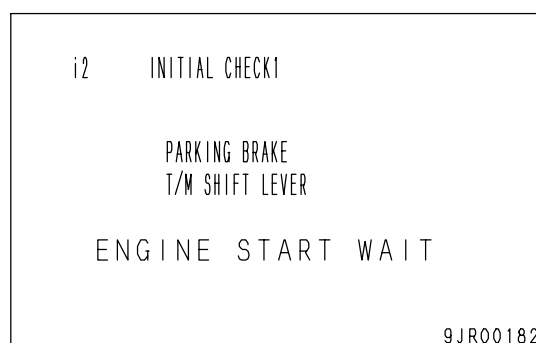 i2 INITIAL CHECK1
PARKING BRAKE
T/M SHIFT LEVER
ENGINE START WAIT
9JR00182